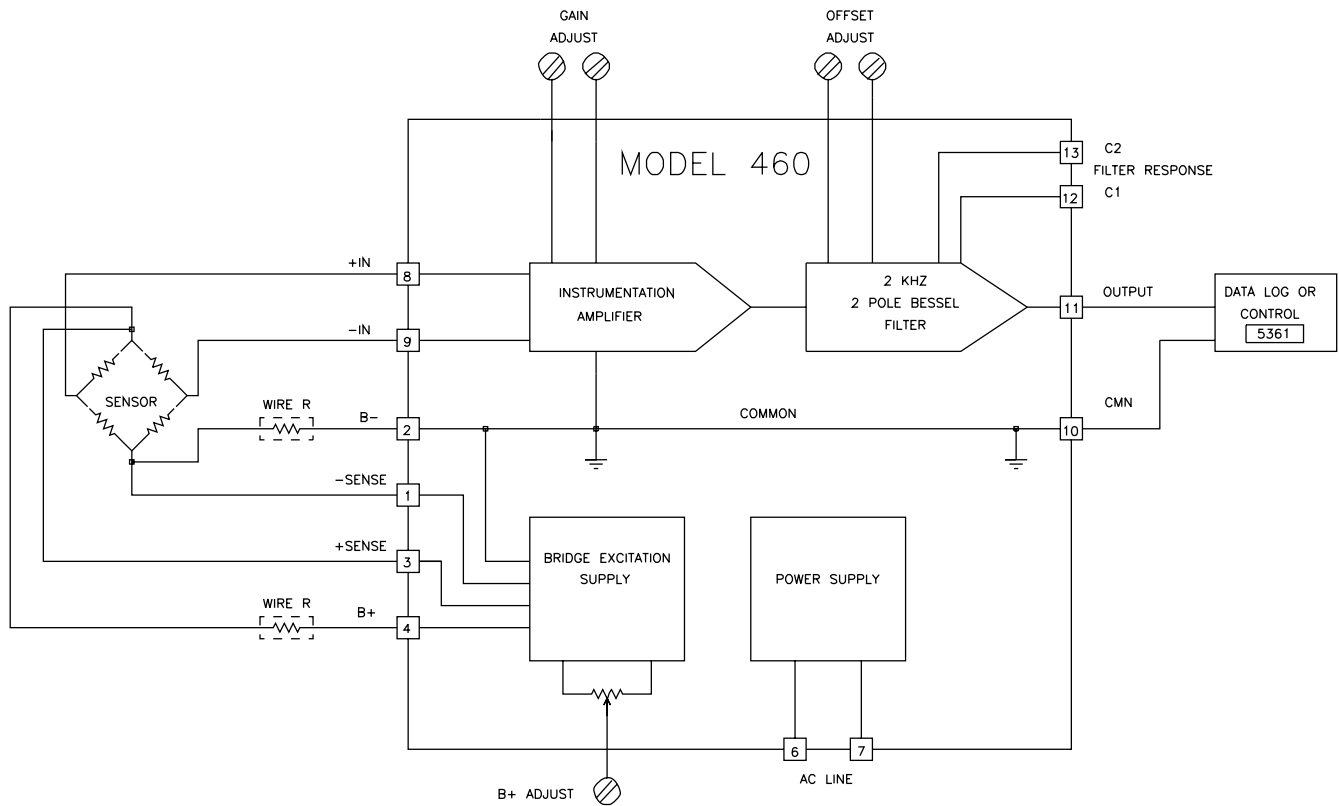 GAIN
ADJUST
OFFSET
ADJUST
MODEL 460
13
C2
FILTER RESPONSE
12
C1
+IN
8
INSTRUMENTATION
AMPLIFIER
2 KHZ
2 POLE BESSEL
FILTER
11
OUTPUT
DATA LOG OR
CONTROL
5361
-IN
9
SENSOR
WIRE R
B-
2
COMMON
10
CMN
-SENSE
1
+SENSE
3
BRIDGE EXCITATION
SUPPLY
POWER SUPPLY
WIRE R
B+
4
6
7
AC LINE
B+ ADJUST